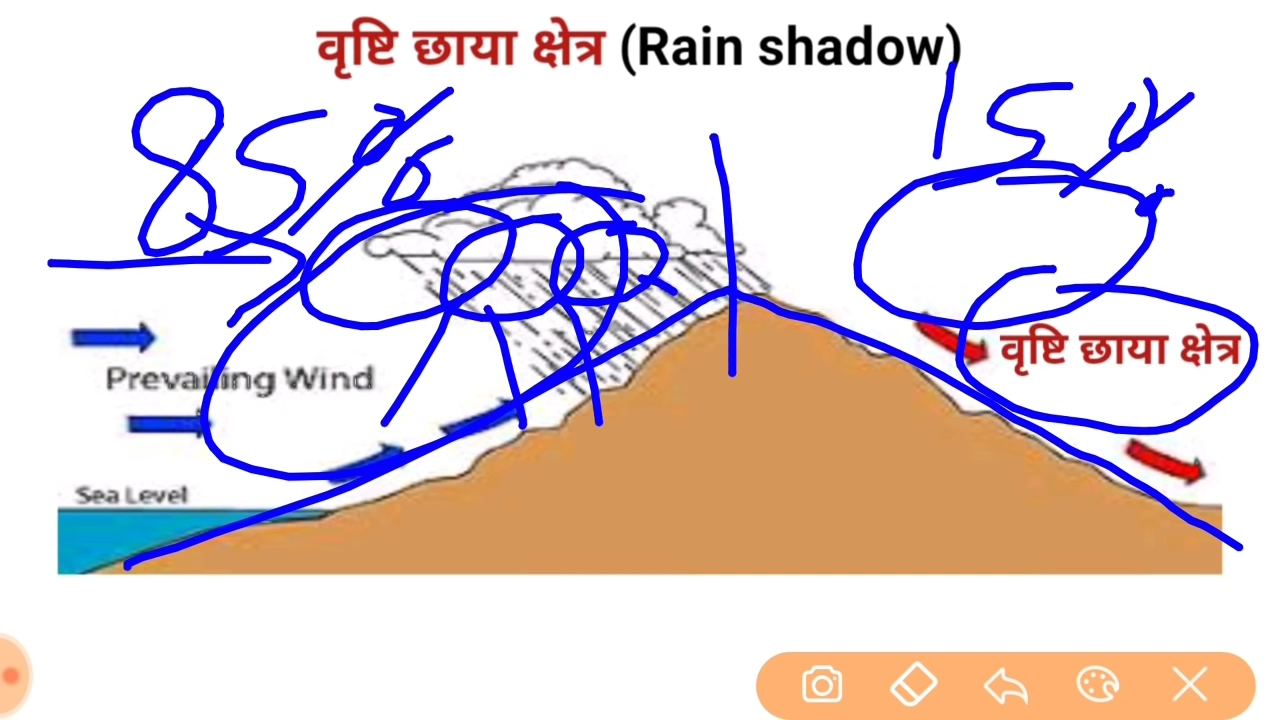 वृष्टि छाया क्षेत्र (Rain shadow)
85%
15%
वृष्टि छाया क्षेत्र
Prevailing Wind
Sea Level